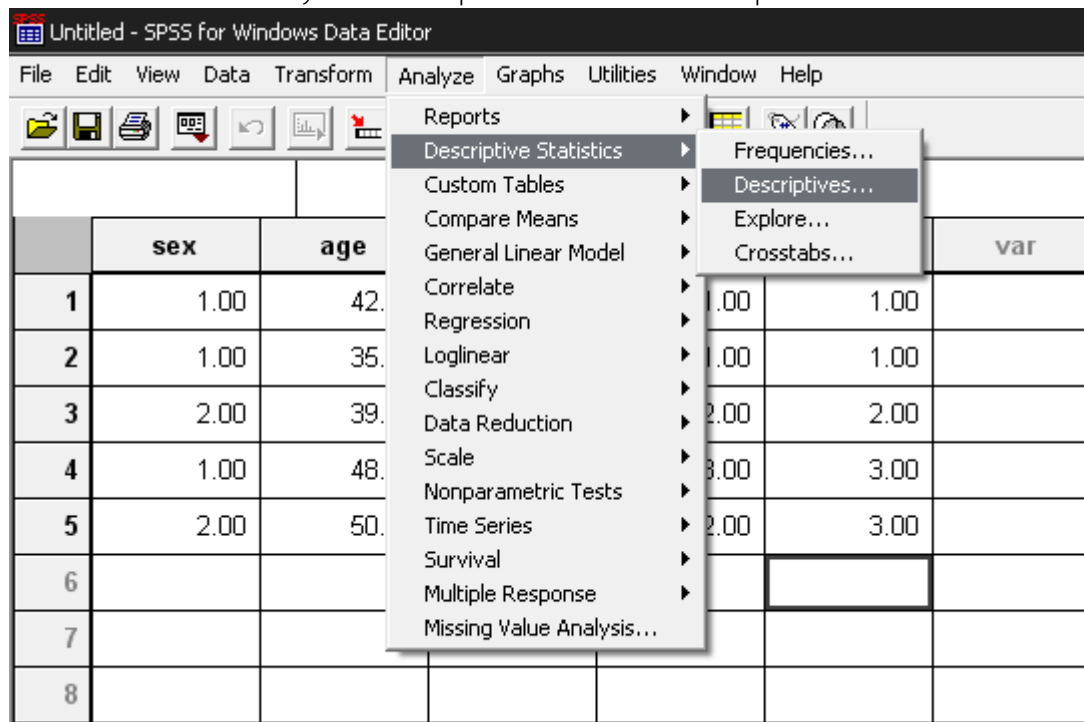 Untitled - SPSS for Windows Data Editor
File Edit View Data Transform Analyze Graphs Utilities Window Help
Reports
Descriptive Statistics
Custom Tables
Compare Means
General Linear Model
Correlate
Regression
Loglinear
Classify
Data Reduction
Scale
Nonparametric Tests
Time Series
Survival
Multiple Response
Missing Value Analysis...
Frequencies...
Descriptives...
Explore...
Crosstabs...
sex age var
1 1.00 42. .00 1.00
2 1.00 35. .00 1.00
3 2.00 39. .00 2.00
4 1.00 48. .00 3.00
5 2.00 50. .00 3.00
6
7
8